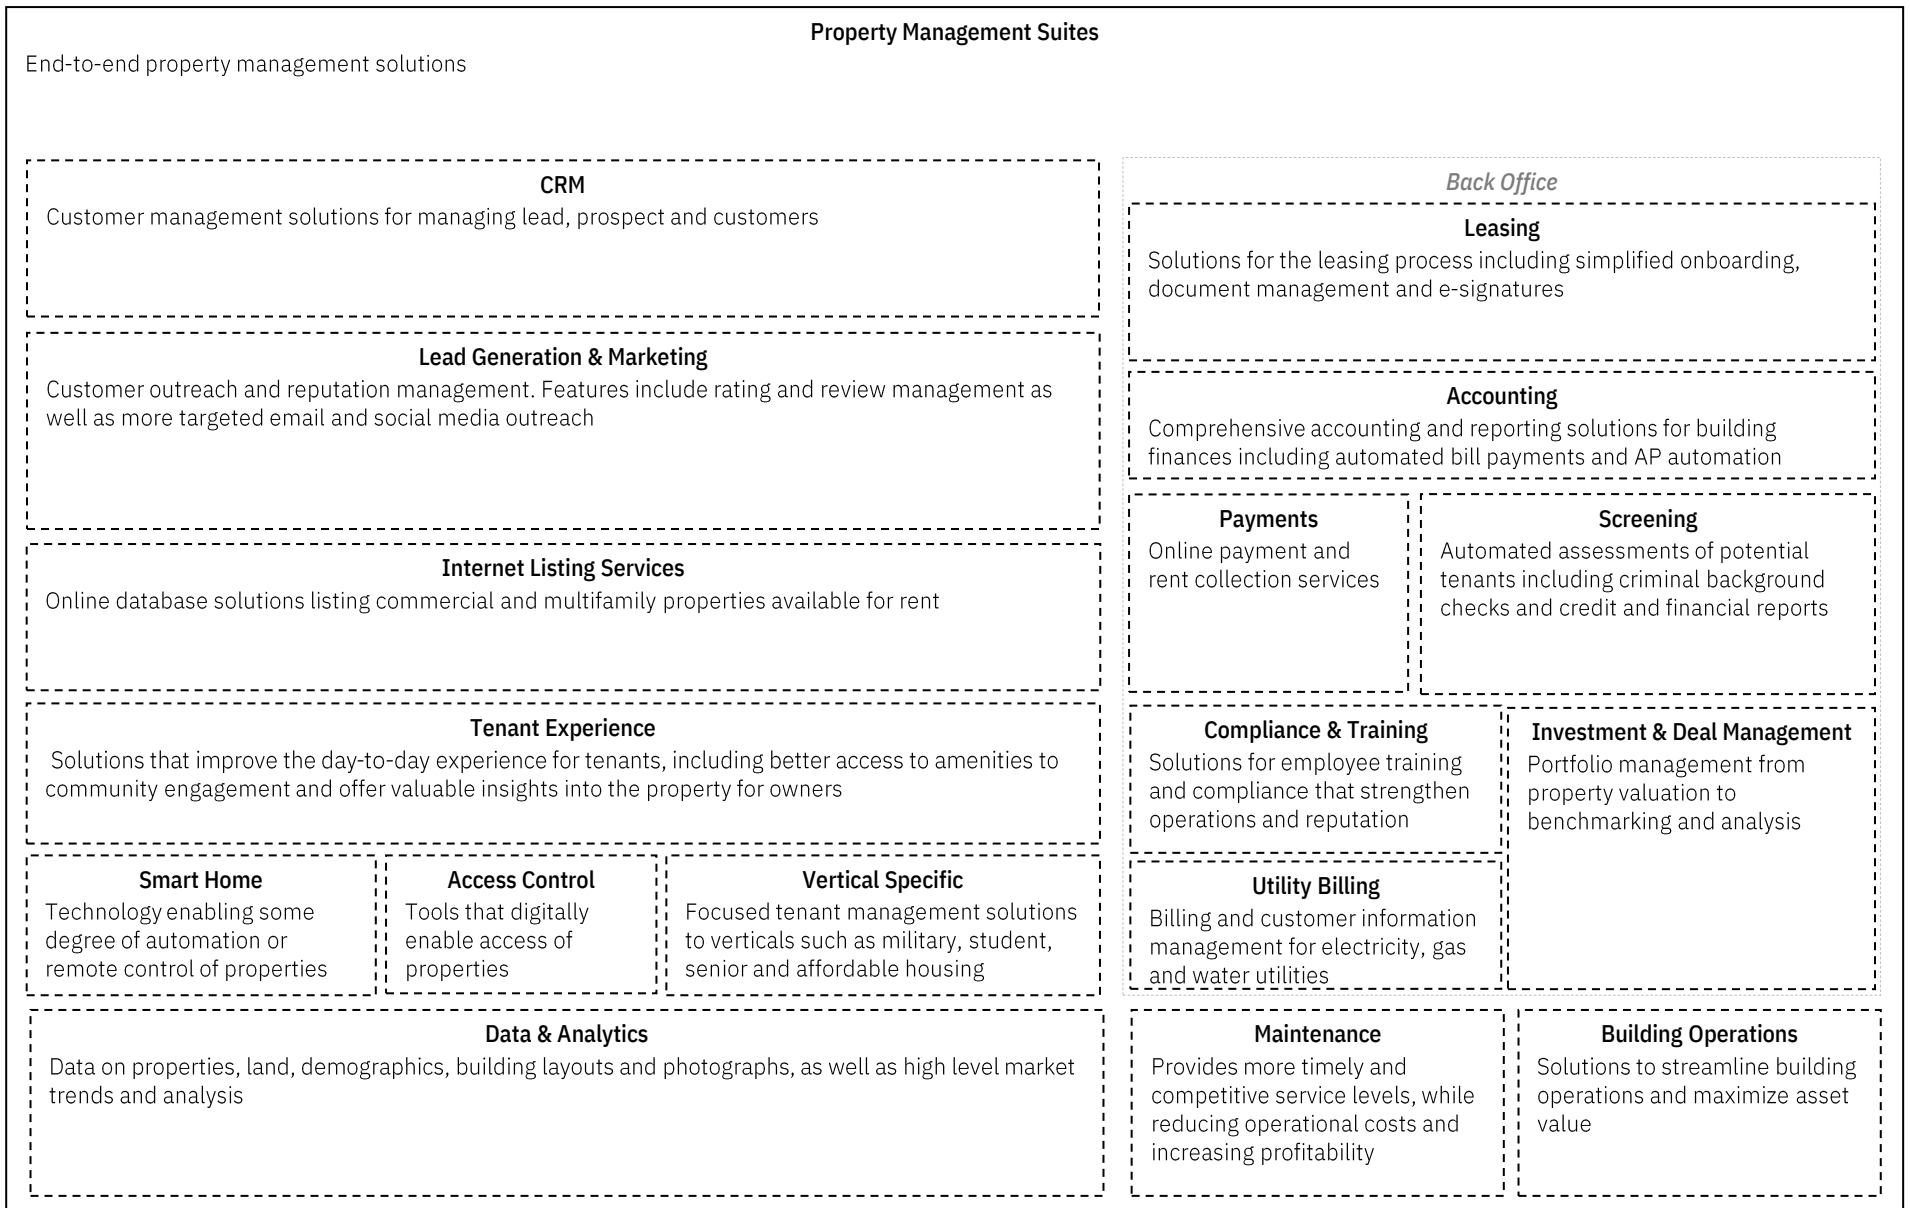 Property Management Suites
End-to-end property management solutions
CRM
Customer management solutions for managing lead, prospect and customers
Lead Generation & Marketing
Customer outreach and reputation management. Features include rating and review management as
well as more targeted email and social media outreach
Internet Listing Services
Online database solutions listing commercial and multifamily properties available for rent
Tenant Experience
Solutions that improve the day-to-day experience for tenants, including better access to amenities to
community engagement and offer valuable insights into the property for owners
Smart Home
Technology enabling some
degree of automation or
remote control of properties
Access Control
Tools that digitally
enable access of
properties
Vertical Specific
Focused tenant management solutions
to verticals such as military, student,
senior and affordable housing
Data & Analytics
Data on properties, land, demographics, building layouts and photographs, as well as high level market
trends and analysis
Back Office
Leasing
Solutions for the leasing process including simplified onboarding,
document management and e-signatures
Accounting
Comprehensive accounting and reporting solutions for building
finances including automated bill payments and AP automation
Payments
Online payment and
rent collection services
Screening
Automated assessments of potential
tenants including criminal background
checks and credit and financial reports
Compliance & Training
Solutions for employee training
and compliance that strengthen
operations and reputation
Investment & Deal Management
Portfolio management from
property valuation to
benchmarking and analysis
Utility Billing
Billing and customer information
management for electricity, gas
and water utilities
Maintenance
Provides more timely and
competitive service levels, while
reducing operational costs and
increasing profitability
Building Operations
Solutions to streamline building
operations and maximize asset
value